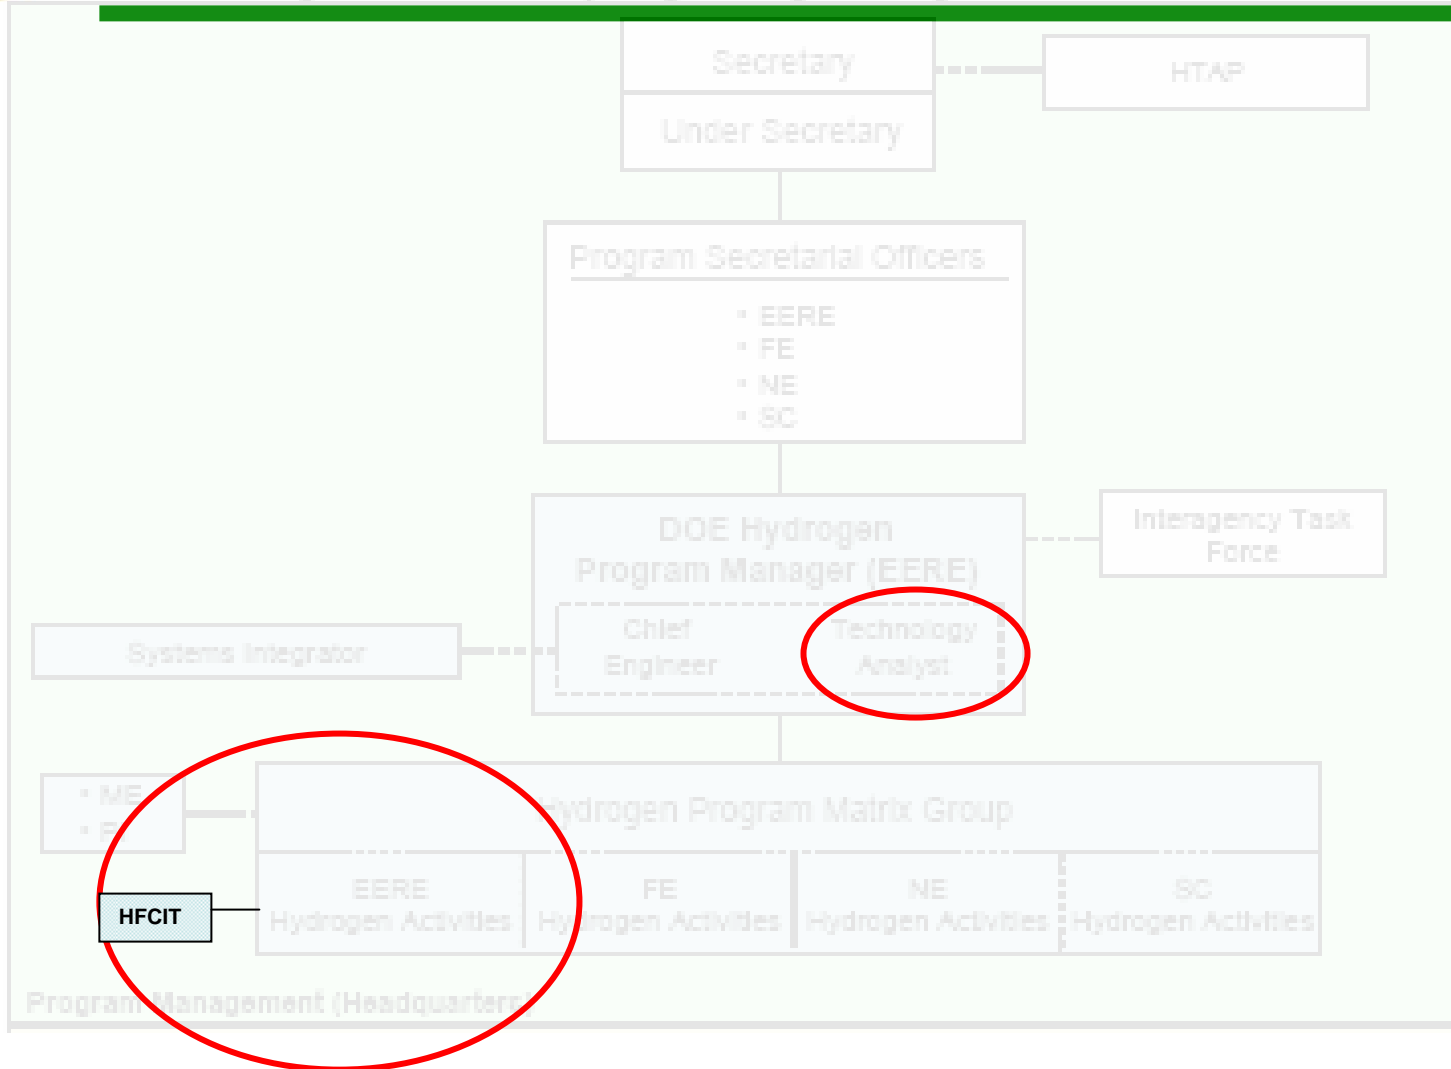 Secretary
HTAP
Under Secretary
Program Secretarial Officers
▪ EERE
▪ FE
▪ NE
▪ SC
DOE Hydrogen
Program Manager (EERE)
Interagency Task
Force
Chief
Engineer
Technology
Analyst
Systems Integrator
▪ ME
Hydrogen Program Matrix Group
EERE
Hydrogen Activities
FE
Hydrogen Activities
NE
Hydrogen Activities
SC
Hydrogen Activities
HFCIT
Program Management (Headquarters)